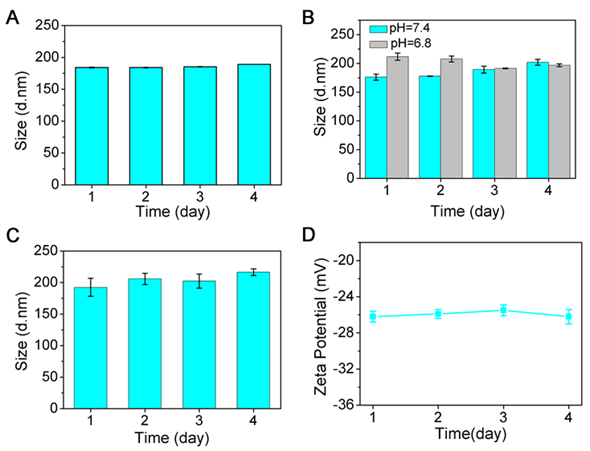 A
Size (d.nm)
250
200
150
100
50
0
1 2 3 4
Time (day)
B
Size (d.nm)
250
200
150
100
50
0
pH=7.4
pH=6.8
1 2 3 4
Time (day)
C
Size (d.nm)
250
200
150
100
50
0
1 2 3 4
Time (day)
D
Zeta Potential (mV)
-20
-24
-28
-32
-36
1 2 3 4
Time(day)